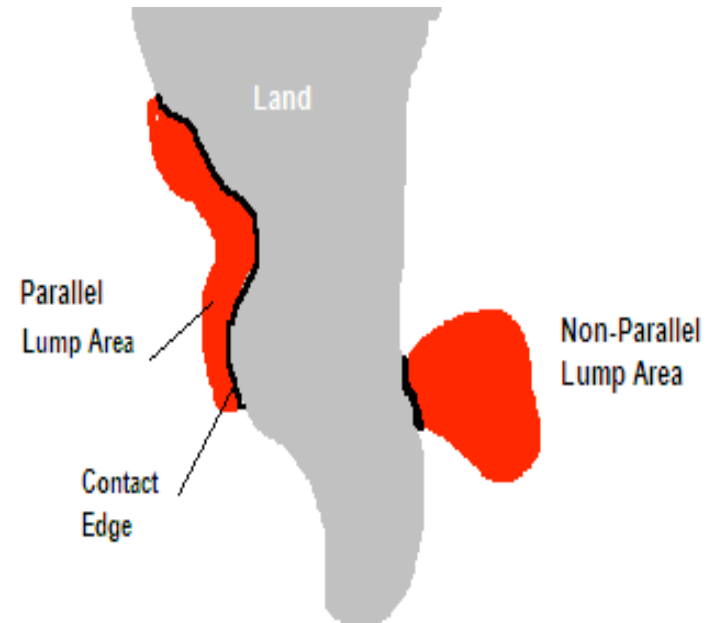 Land
Parallel
Lump Area
Non-Parallel
Lump Area
Contact
Edge